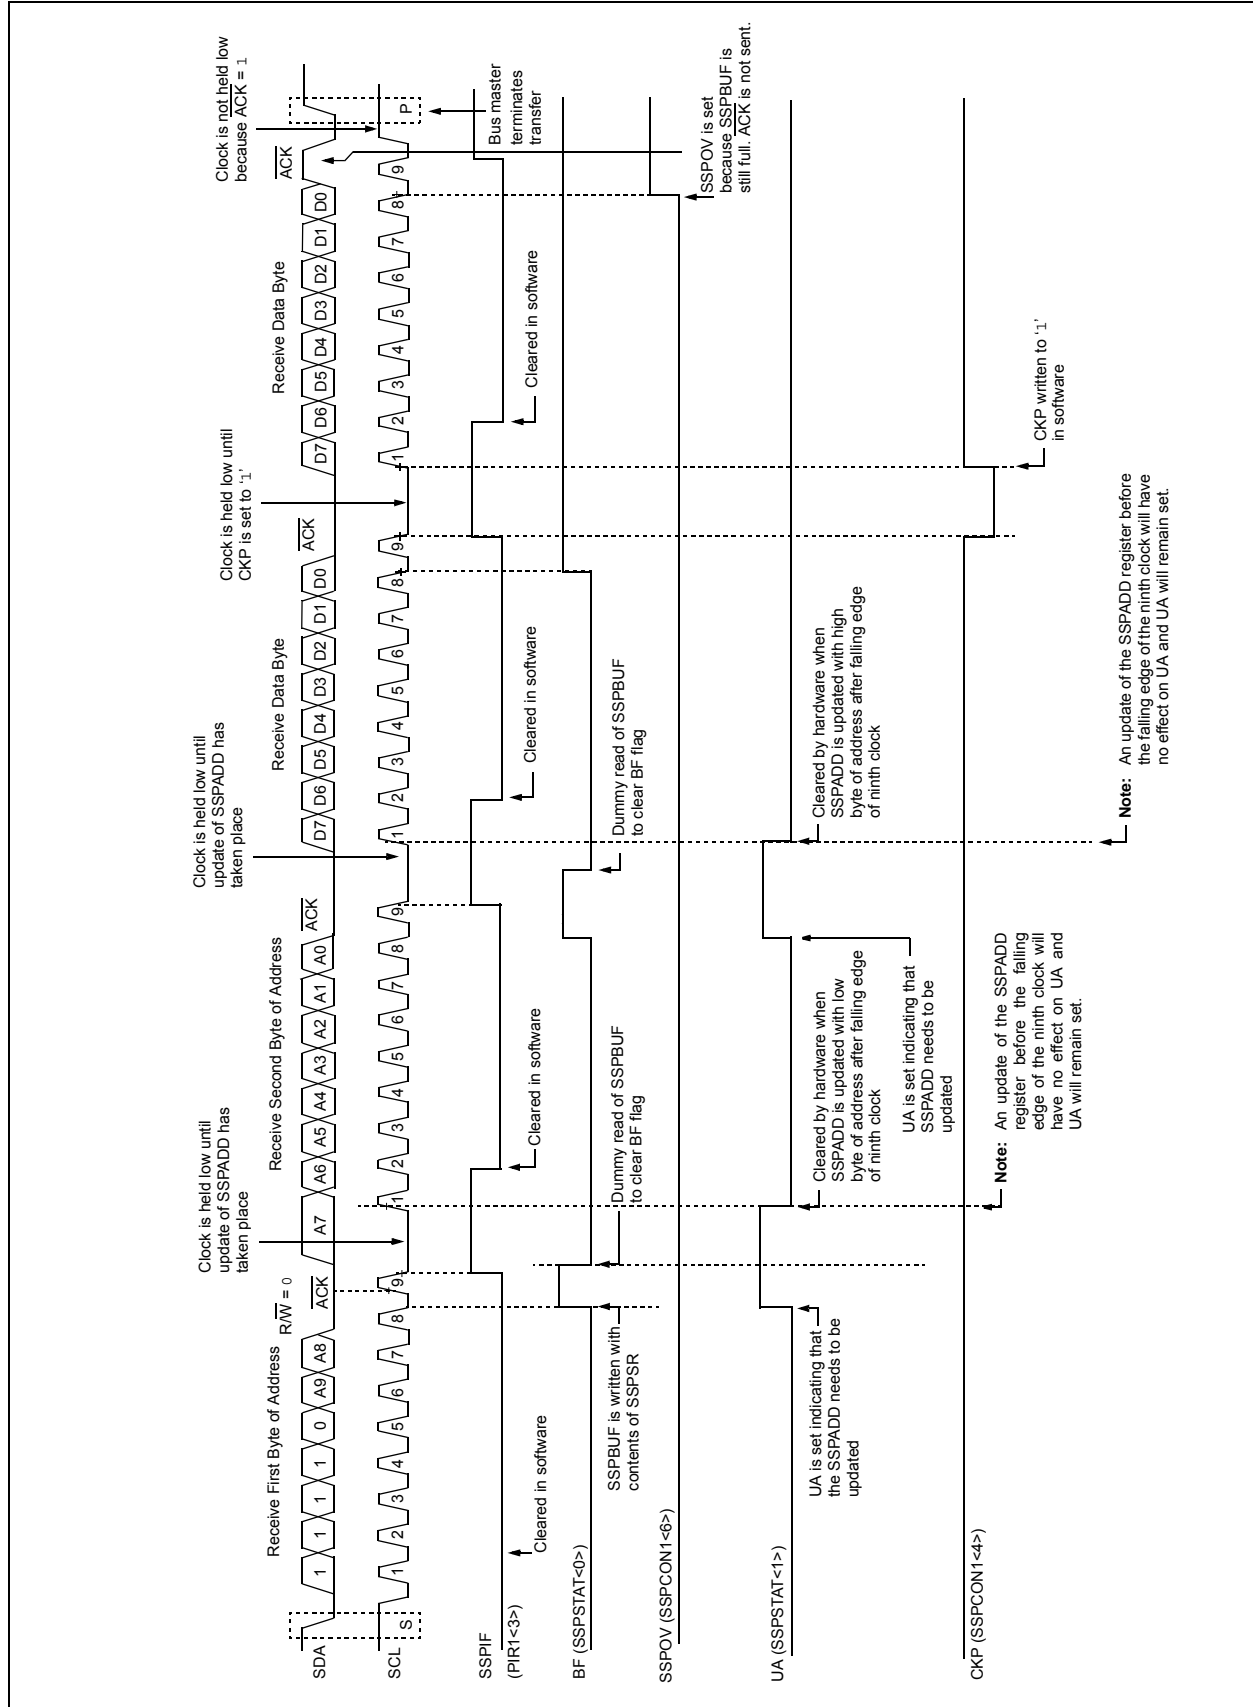 Receive First Byte of Address
R/W = 0
ACK
Clock is held low until
update of SSPADD has
taken place
Receive Second Byte of Address
ACK
Clock is held low until
update of SSPADD has
taken place
Receive Data Byte
ACK
Clock is held low until
CKP is set to ‘1’
Receive Data Byte
ACK
Clock is not held low
because ACK = 1
SDA
1 1 1 1 0 A9 A8
A7 A6 A5 A4 A3 A2 A1 A0
D7 D6 D5 D4 D3 D2 D1 D0
D7 D6 D5 D4 D3 D2 D1 D0
SCL
S
1 2 3 4 5 6 7 8 9
1 2 3 4 5 6 7 8 9
1 2 3 4 5 6 7 8 9
1 2 3 4 5 6 7 8 9
P
Bus master
terminates
transfer
SSPIF
(PIR1<3>)
Cleared in software
Cleared in software
Cleared in software
Cleared in software
BF (SSPSTAT<0>)
SSPBUF is written with
contents of SSPSR
Dummy read of SSPBUF
to clear BF flag
Dummy read of SSPBUF
to clear BF flag
SSPOV (SSPCON1<6>)
SSPOV is set
because SSPBUF is
still full. ACK is not sent.
UA (SSPSTAT<1>)
UA is set indicating that
the SSPADD needs to be
updated
Cleared by hardware when
SSPADD is updated with low
byte of address after falling edge
of ninth clock
UA is set indicating that
SSPADD needs to be
updated
Cleared by hardware when
SSPADD is updated with high
byte of address after falling edge
of ninth clock
CKP (SSPCON1<4>)
Note: An update of the SSPADD
register before the falling
edge of the ninth clock will
have no effect on UA and
UA will remain set.
CKP written to ‘1’
in software
Note: An update of the SSPADD register before
the falling edge of the ninth clock will have
no effect on UA and UA will remain set.